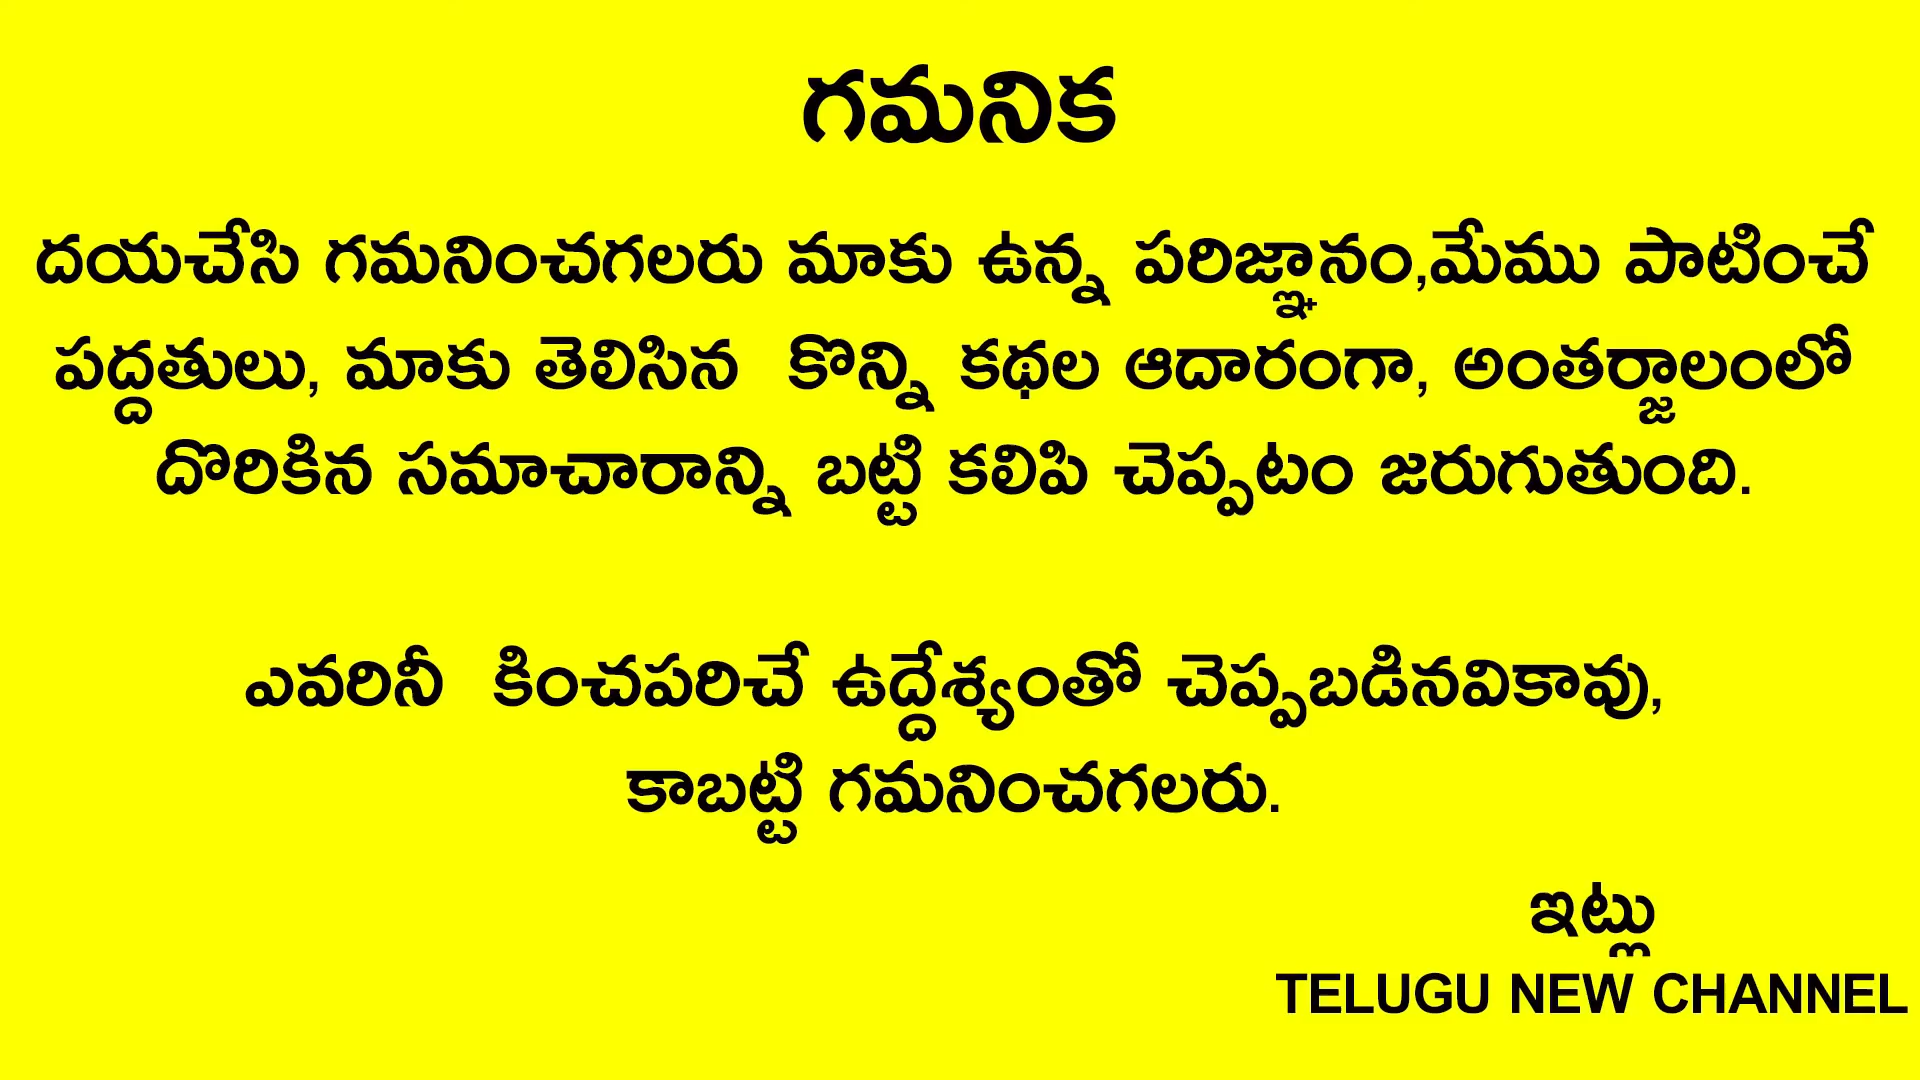 గమనిక
దయచేసి గమనించగలరు మాకు ఉన్న పరిజ్ఞానం,మేము పాటించే
పద్దతులు, మాకు తెలిసిన కొన్ని కథల ఆదారంగా, అంతర్జాలంలో
దొరికిన సమాచారాన్ని బట్టి కలిపి చెప్పటం జరుగుతుంది.
ఎవరినీ కించపరిచే ఉద్దేశ్యంతో చెప్పబడినవికావు,
కాబట్టి గమనించగలరు.
ఇట్లు
TELUGU NEW CHANNEL